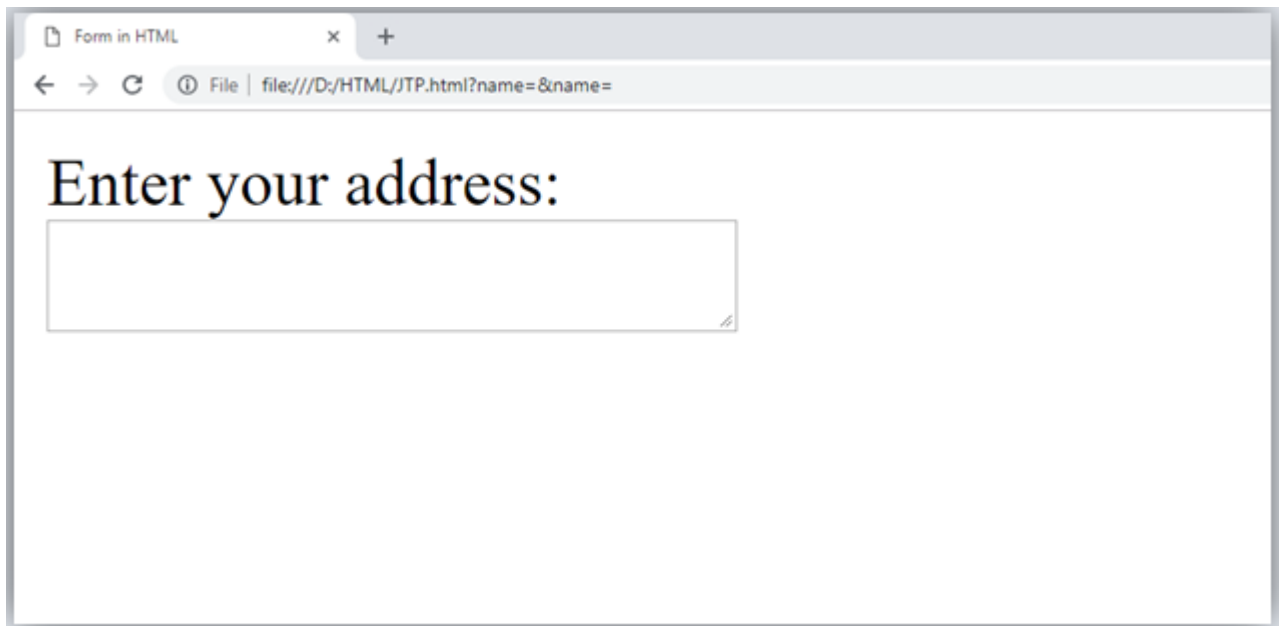 Form in HTML
File | file:///D:/HTML/JTP.html?name=&name=
Enter your address: